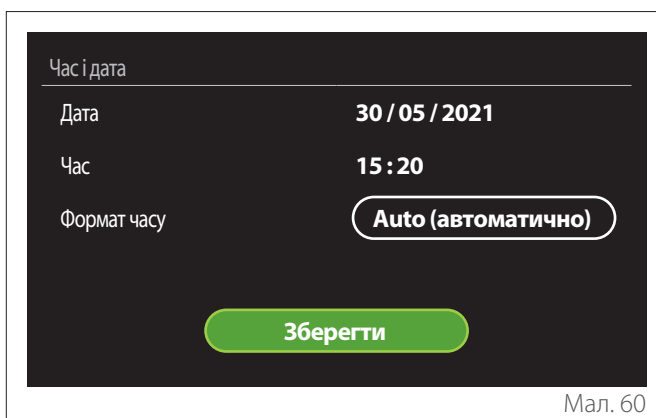 Час і дата
Дата 30 / 05 / 2021
Час 15 : 20
Формат часу Auto (автоматично)
Зберегти
Мал. 60